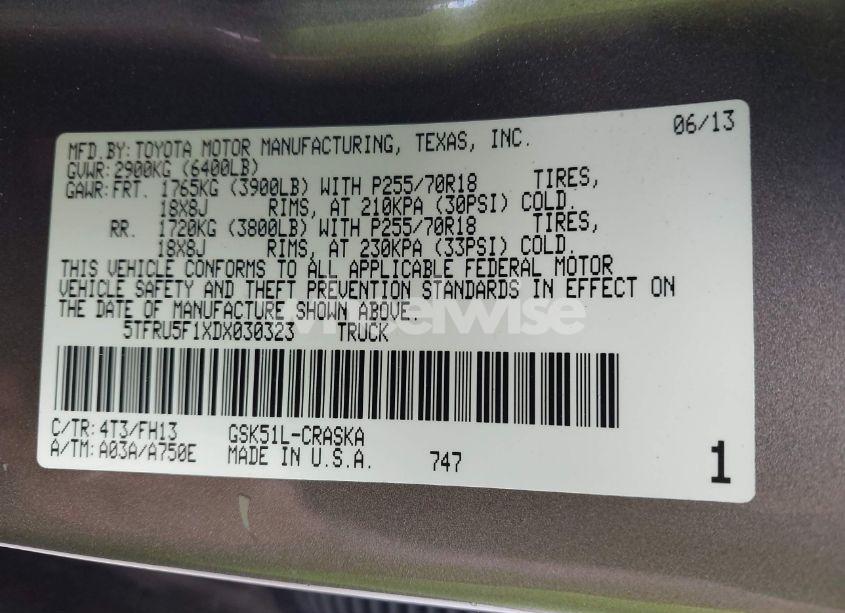 06/13
MFD.BY: TOYOTA MOTOR MANUFACTURING, TEXAS, INC.
GVWR: 2900KG (6400LB)
GAWR: FRT. 1765KG (3900LB) WITH P255/70R18 TIRES,
18X8J RIMS, AT 210KPA (30PSI) COLD.
RR. 1720KG (3800LB) WITH P255/70R18 TIRES,
18X8J RIMS, AT 230KPA (33PSI) COLD.
THIS VEHICLE CONFORMS TO ALL APPLICABLE FEDERAL MOTOR
VEHICLE SAFETY AND THEFT PREVENTION STANDARDS IN EFFECT ON
THE DATE OF MANUFACTURE SHOWN ABOVE.
5TFRU5F1XDX030323 TRUCK
C/TR: 4T3/FH13 GSK51L-CRASKA
A/TM: A03A/A750E MADE IN U.S.A. 747 1